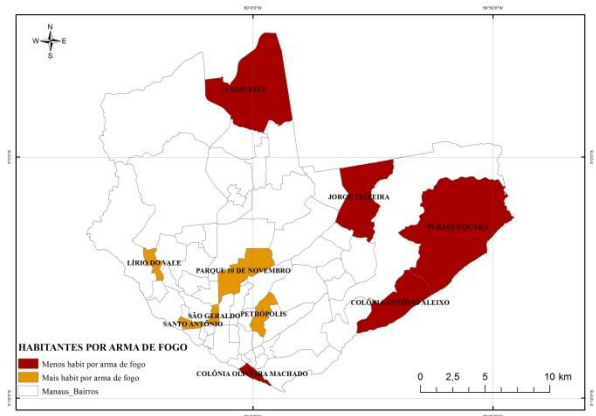 N
W E
S
LAGO AZUL
JORGE TEIXEIRA
PURAQUEQUARA
LÍRIO DO VALE
PARQUE 10 DE NOVEMBRO
COLÔNIA ANTÔNIO ALEIXO
SÃO GERALDO
PETRÓPOLIS
SANTO ANTÔNIO
COLÔNIA OLIVEIRA MACHADO
HABITANTES POR ARMA DE FOGO
Menos habit por arma de fogo
Mais habit por arma de fogo
Manaus_Bairros
0 2,5 5 10 km